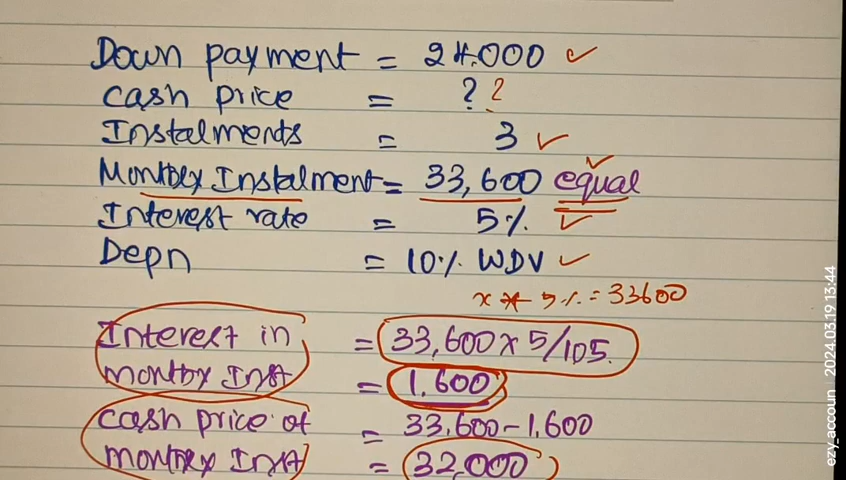 Down payment = 24.000 ✓
Cash price = ? ?
Instalments = 3 ✓
Monthly Instalment = 33,600 equal ✓
Interest rate = 5% ✓
Depn = 10% WDV ✓
Interest in = 33,600 x 5/105.
monthly Inst = 1.600
Cash price of = 33.600-1.600
monthly Inst = 32,000
ezy_accoun 2024.03.19 13:44